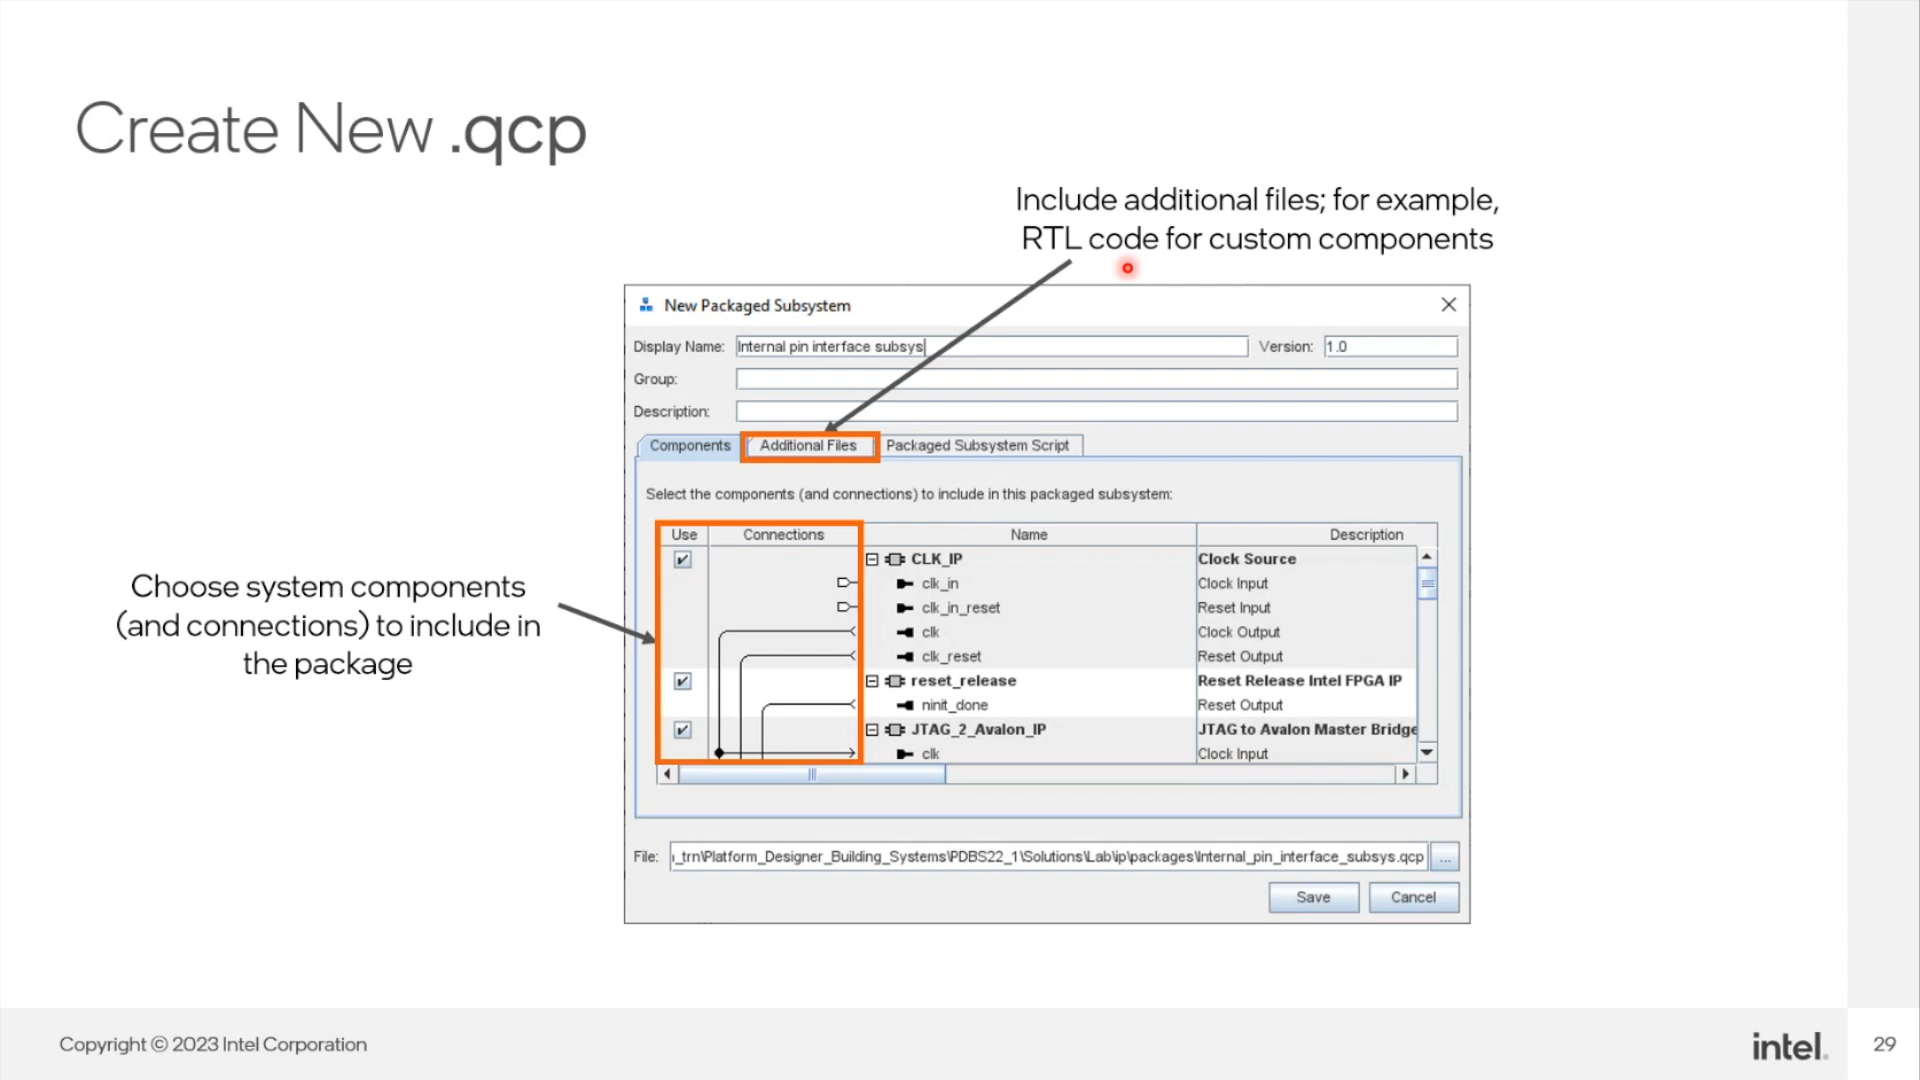 Create New .qcp
Include additional files; for example,
RTL code for custom components
New Packaged Subsystem
Display Name: Internal pin interface subsys Version: 1.0
Group:
Description:
Components Additional Files Packaged Subsystem Script
Select the components (and connections) to include in this packaged subsystem:
Use Connections Name Description
CLK_IP Clock Source
clk_in Clock Input
clk_in_reset Reset Input
clk Clock Output
clk_reset Reset Output
reset_release Reset Release Intel FPGA IP
ninit_done Reset Output
JTAG_2_Avalon_IP JTAG to Avalon Master Bridge
clk Clock Input
Choose system components
(and connections) to include in
the package
File: _trn\Platform_Designer_Building_Systems\PDBS22_1\Solutions\Lab\ip\packages\Internal_pin_interface_subsys.qcp ...
Save Cancel
Copyright © 2023 Intel Corporation
intel.
29